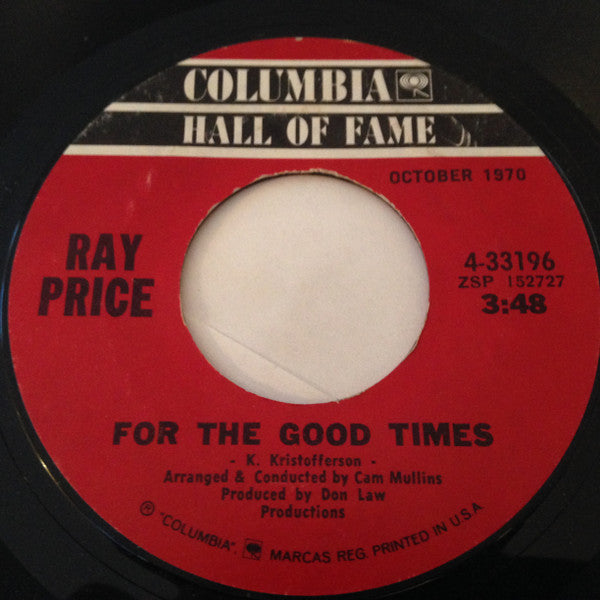 COLUMBIA
HALL OF FAME
OCTOBER 1970
RAY
PRICE
4-33196
ZSP 152727
3:48
FOR THE GOOD TIMES
- K. Kristofferson -
Arranged & Conducted by Cam Mullins
Produced by Don Law
Productions
® "COLUMBIA", MARCAS REG. PRINTED IN U.S.A